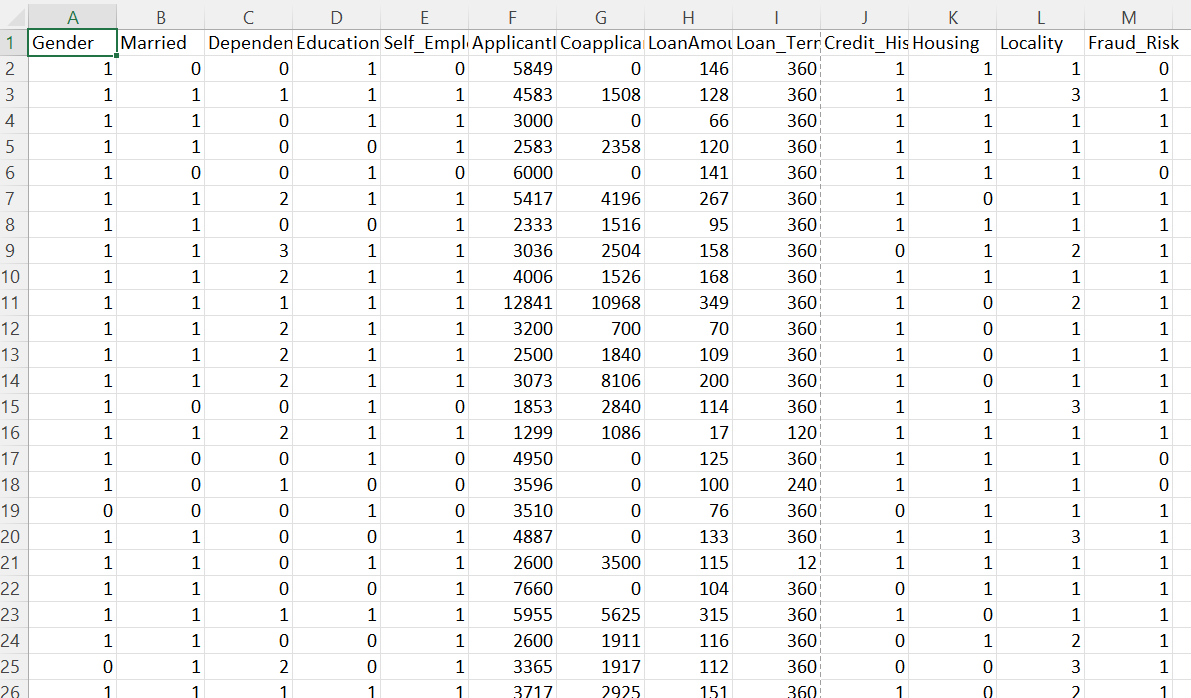 A B C D E F G H I J K L M
1 Gender Married Dependen Education Self_Empl ApplicantI Coapplica LoanAmou Loan_Terr Credit_His Housing Locality Fraud_Risk
2 1 0 0 1 0 5849 0 146 360 1 1 1 0
3 1 1 1 1 1 4583 1508 128 360 1 1 3 1
4 1 1 0 1 1 3000 0 66 360 1 1 1 1
5 1 1 0 0 1 2583 2358 120 360 1 1 1 1
6 1 0 0 1 0 6000 0 141 360 1 1 1 0
7 1 1 2 1 1 5417 4196 267 360 1 0 1 1
8 1 1 0 0 1 2333 1516 95 360 1 1 1 1
9 1 1 3 1 1 3036 2504 158 360 0 1 2 1
10 1 1 2 1 1 4006 1526 168 360 1 1 1 1
11 1 1 1 1 1 12841 10968 349 360 1 0 2 1
12 1 1 2 1 1 3200 700 70 360 1 0 1 1
13 1 1 2 1 1 2500 1840 109 360 1 0 1 1
14 1 1 2 1 1 3073 8106 200 360 1 0 1 1
15 1 0 0 1 0 1853 2840 114 360 1 1 3 1
16 1 1 2 1 1 1299 1086 17 120 1 1 1 1
17 1 0 0 1 0 4950 0 125 360 1 1 1 0
18 1 0 1 0 0 3596 0 100 240 1 1 1 0
19 0 0 0 1 0 3510 0 76 360 0 1 1 1
20 1 1 0 0 1 4887 0 133 360 1 1 3 1
21 1 1 0 1 1 2600 3500 115 12 1 1 1 1
22 1 1 0 0 1 7660 0 104 360 0 1 1 1
23 1 1 1 1 1 5955 5625 315 360 1 0 1 1
24 1 1 0 0 1 2600 1911 116 360 0 1 2 1
25 0 1 2 0 1 3365 1917 112 360 0 0 3 1
26 1 1 1 1 1 3717 2925 151 360 1 0 2 1